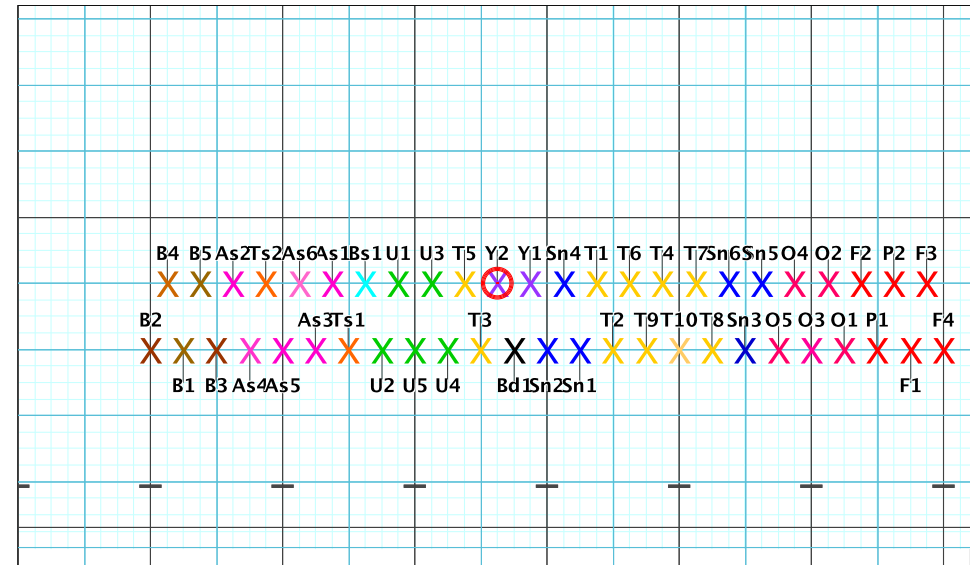 B4 B5 As2 Ts2 As6 As1 Bs1 U1 U3 T5 Y2 Y1 Sn4 T1 T6 T4 T7 Sn6 Sn5 O4 O2 F2 P2 F3
B2 As3 Ts1 T3 T2 T9 T10 T8 Sn3 O5 O3 O1 P1 F4
B1 B3 As4 As5 U2 U5 U4 Bd1 Sn2 Sn1 F1